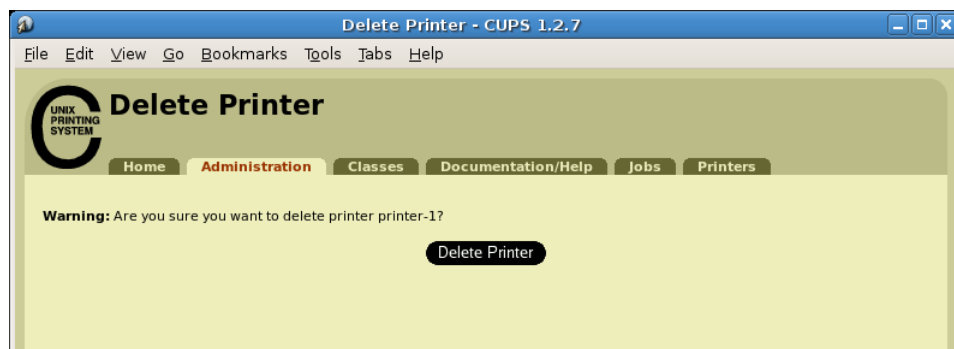 Delete Printer - CUPS 1.2.7
File Edit View Go Bookmarks Tools Tabs Help
UNIX
PRINTING
SYSTEM
Delete Printer
Home Administration Classes Documentation/Help Jobs Printers
Warning: Are you sure you want to delete printer printer-1?
Delete Printer